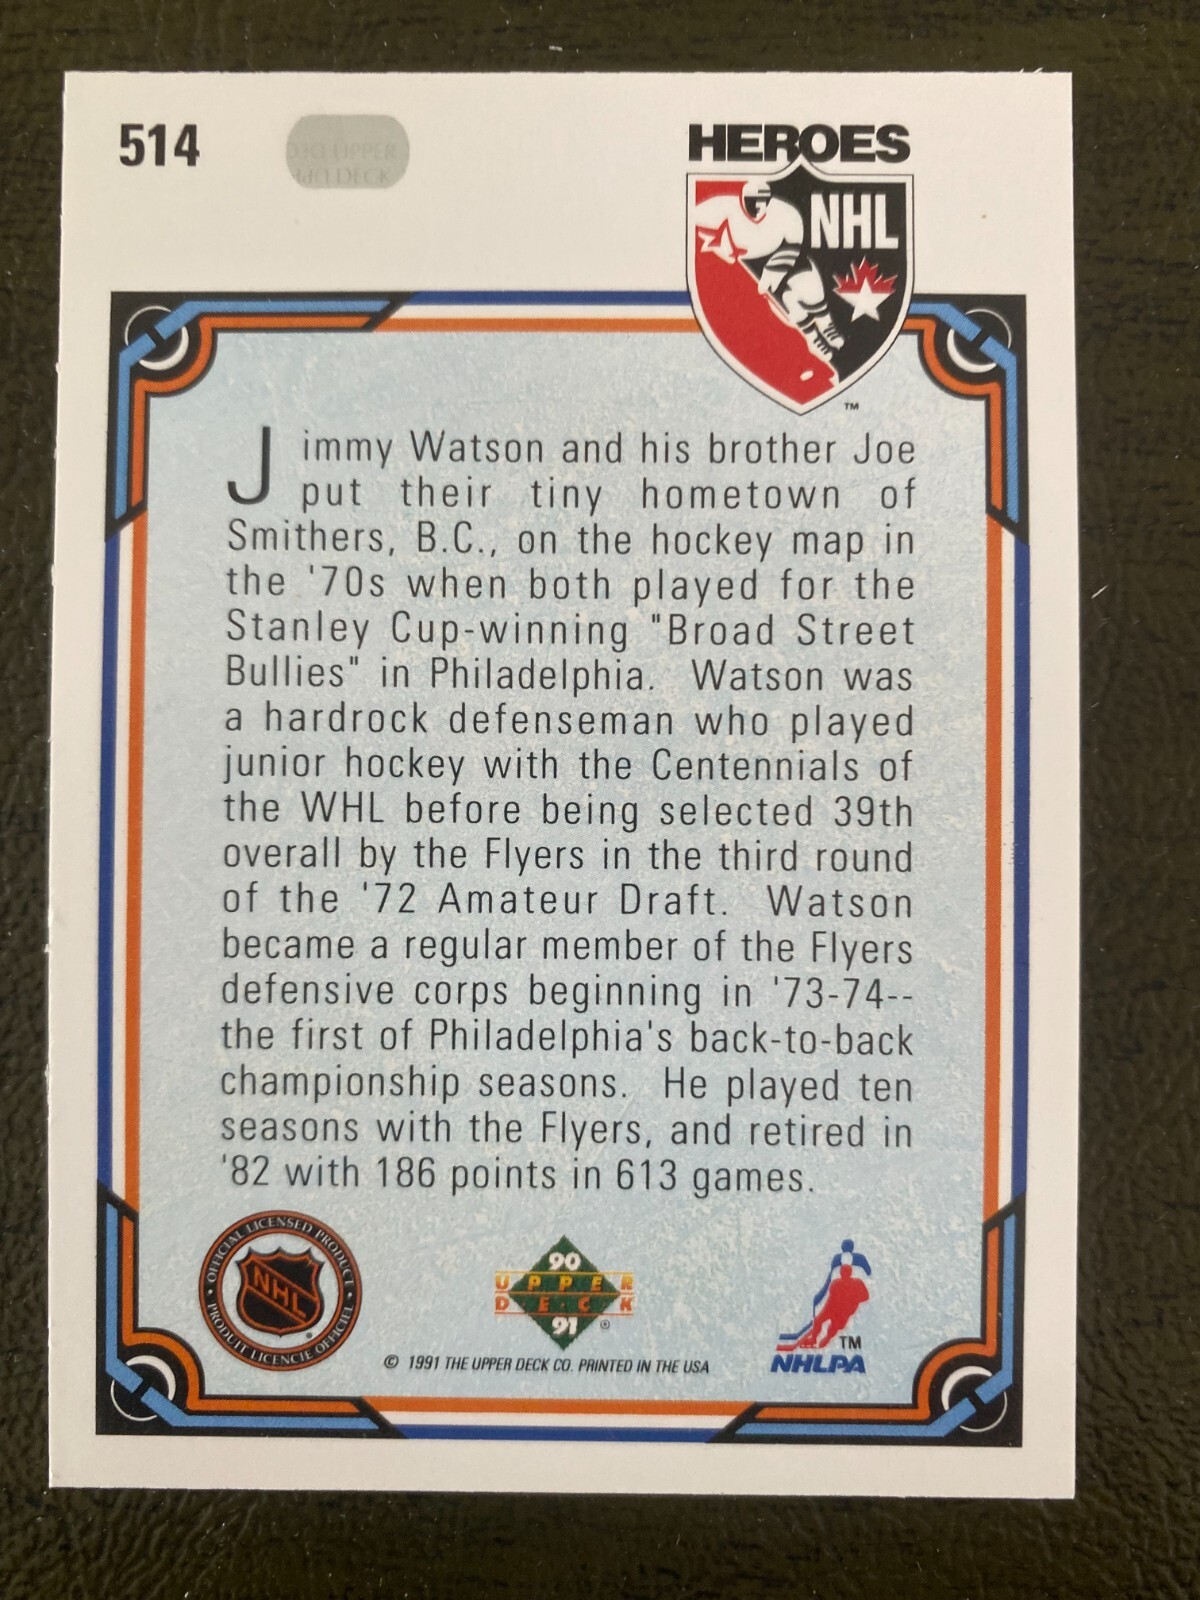 514
UPPER
DECK
HEROES
NHL
TM
Jimmy Watson and his brother Joe
put their tiny hometown of
Smithers, B.C., on the hockey map in
the '70s when both played for the
Stanley Cup-winning "Broad Street
Bullies" in Philadelphia. Watson was
a hardrock defenseman who played
junior hockey with the Centennials of
the WHL before being selected 39th
overall by the Flyers in the third round
of the '72 Amateur Draft. Watson
became a regular member of the Flyers
defensive corps beginning in '73-74--
the first of Philadelphia's back-to-back
championship seasons. He played ten
seasons with the Flyers, and retired in
'82 with 186 points in 613 games.
• OFFICIAL LICENSED PRODUCT •
NHL
PRODUIT LICENCIE OFFICIEL
90
UPPER
DECK
91 ®
© 1991 THE UPPER DECK CO. PRINTED IN THE USA
TM
NHLPA